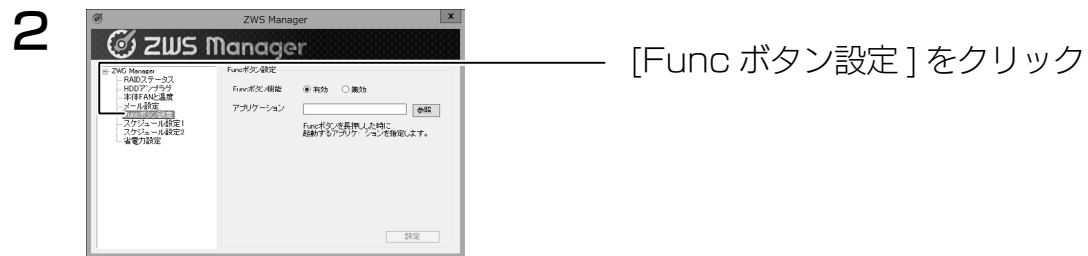 2
ZWS Manager
x
ZWS Manager
[Func ボタン設定 ] をクリック
ZWS Manager
RAIDステータス
HDDアンプラグ
本体FANと温度
メール設定
Funcボタン設定
スケジュール設定1
スケジュール設定2
省電力設定
Funcボタン設定
Funcボタン機能
有効
無効
アプリケーション
参照
Funcボタンを長押しした時に
起動するアプリケーションを指定します。
設定